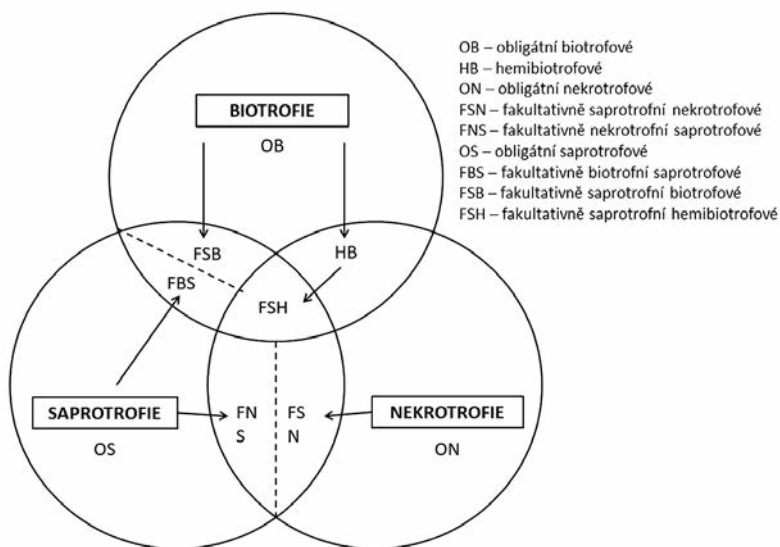 OB – obligátní biotrofové
HB – hemibiotrofové
ON – obligátní nekrotrofové
FSN – fakultativně saprotrofní nekrotrofové
FNS – fakultativně nekrotrofní saprotrofové
OS – obligátní saprotrofové
FBS – fakultativně biotrofní saprotrofové
FSB – fakultativně saprotrofní biotrofové
FSH – fakultativně saprotrofní hemibiotrofové
BIOTROFIE
OB
FSB
HB
FBS
FSH
SAPROTROFIE
OS
FN
S
FS
N
NEKROTROFIE
ON